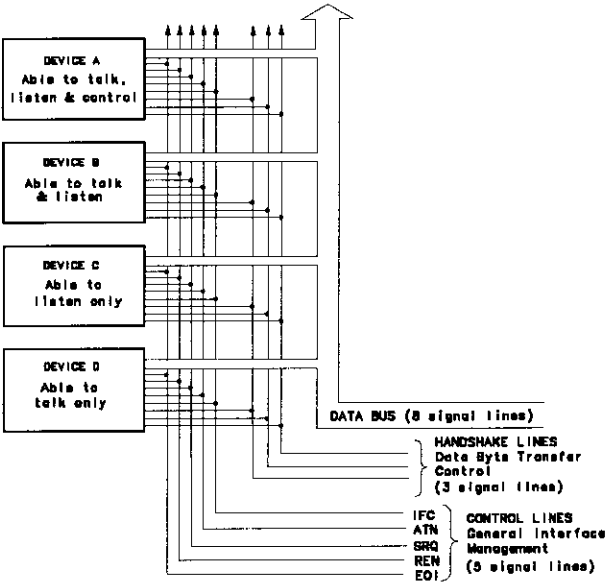 DEVICE A
Able to talk,
listen & control
DEVICE B
Able to talk
& listen
DEVICE C
Able to
listen only
DEVICE D
Able to
talk only
DATA BUS (8 signal lines)
HANDSHAKE LINES
Data Byte Transfer
Control
(3 signal lines)
IFC
ATN
SRQ
REN
EOI
CONTROL LINES
General Interface
Management
(5 signal lines)